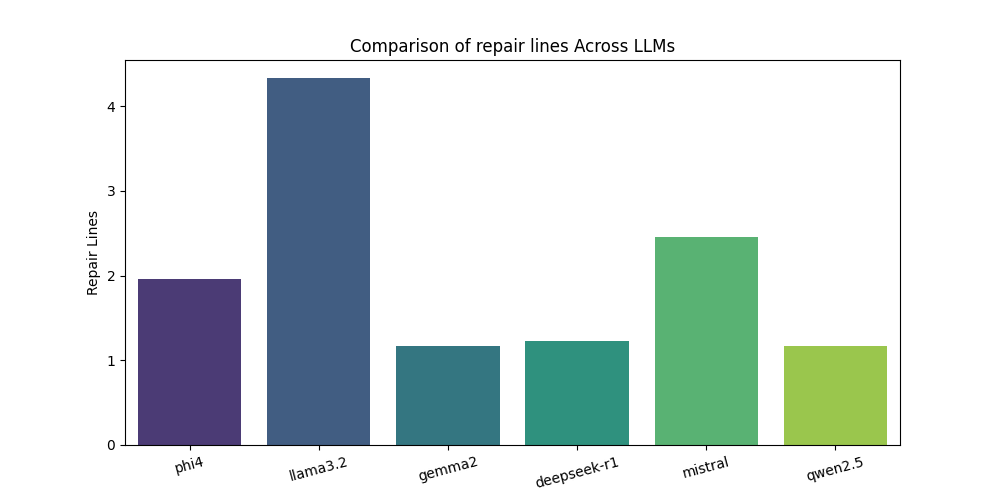 Comparison of repair lines Across LLMs
Repair Lines
4
3
2
1
0
phi4
llama3.2
gemma2
deepseek-r1
mistral
qwen2.5